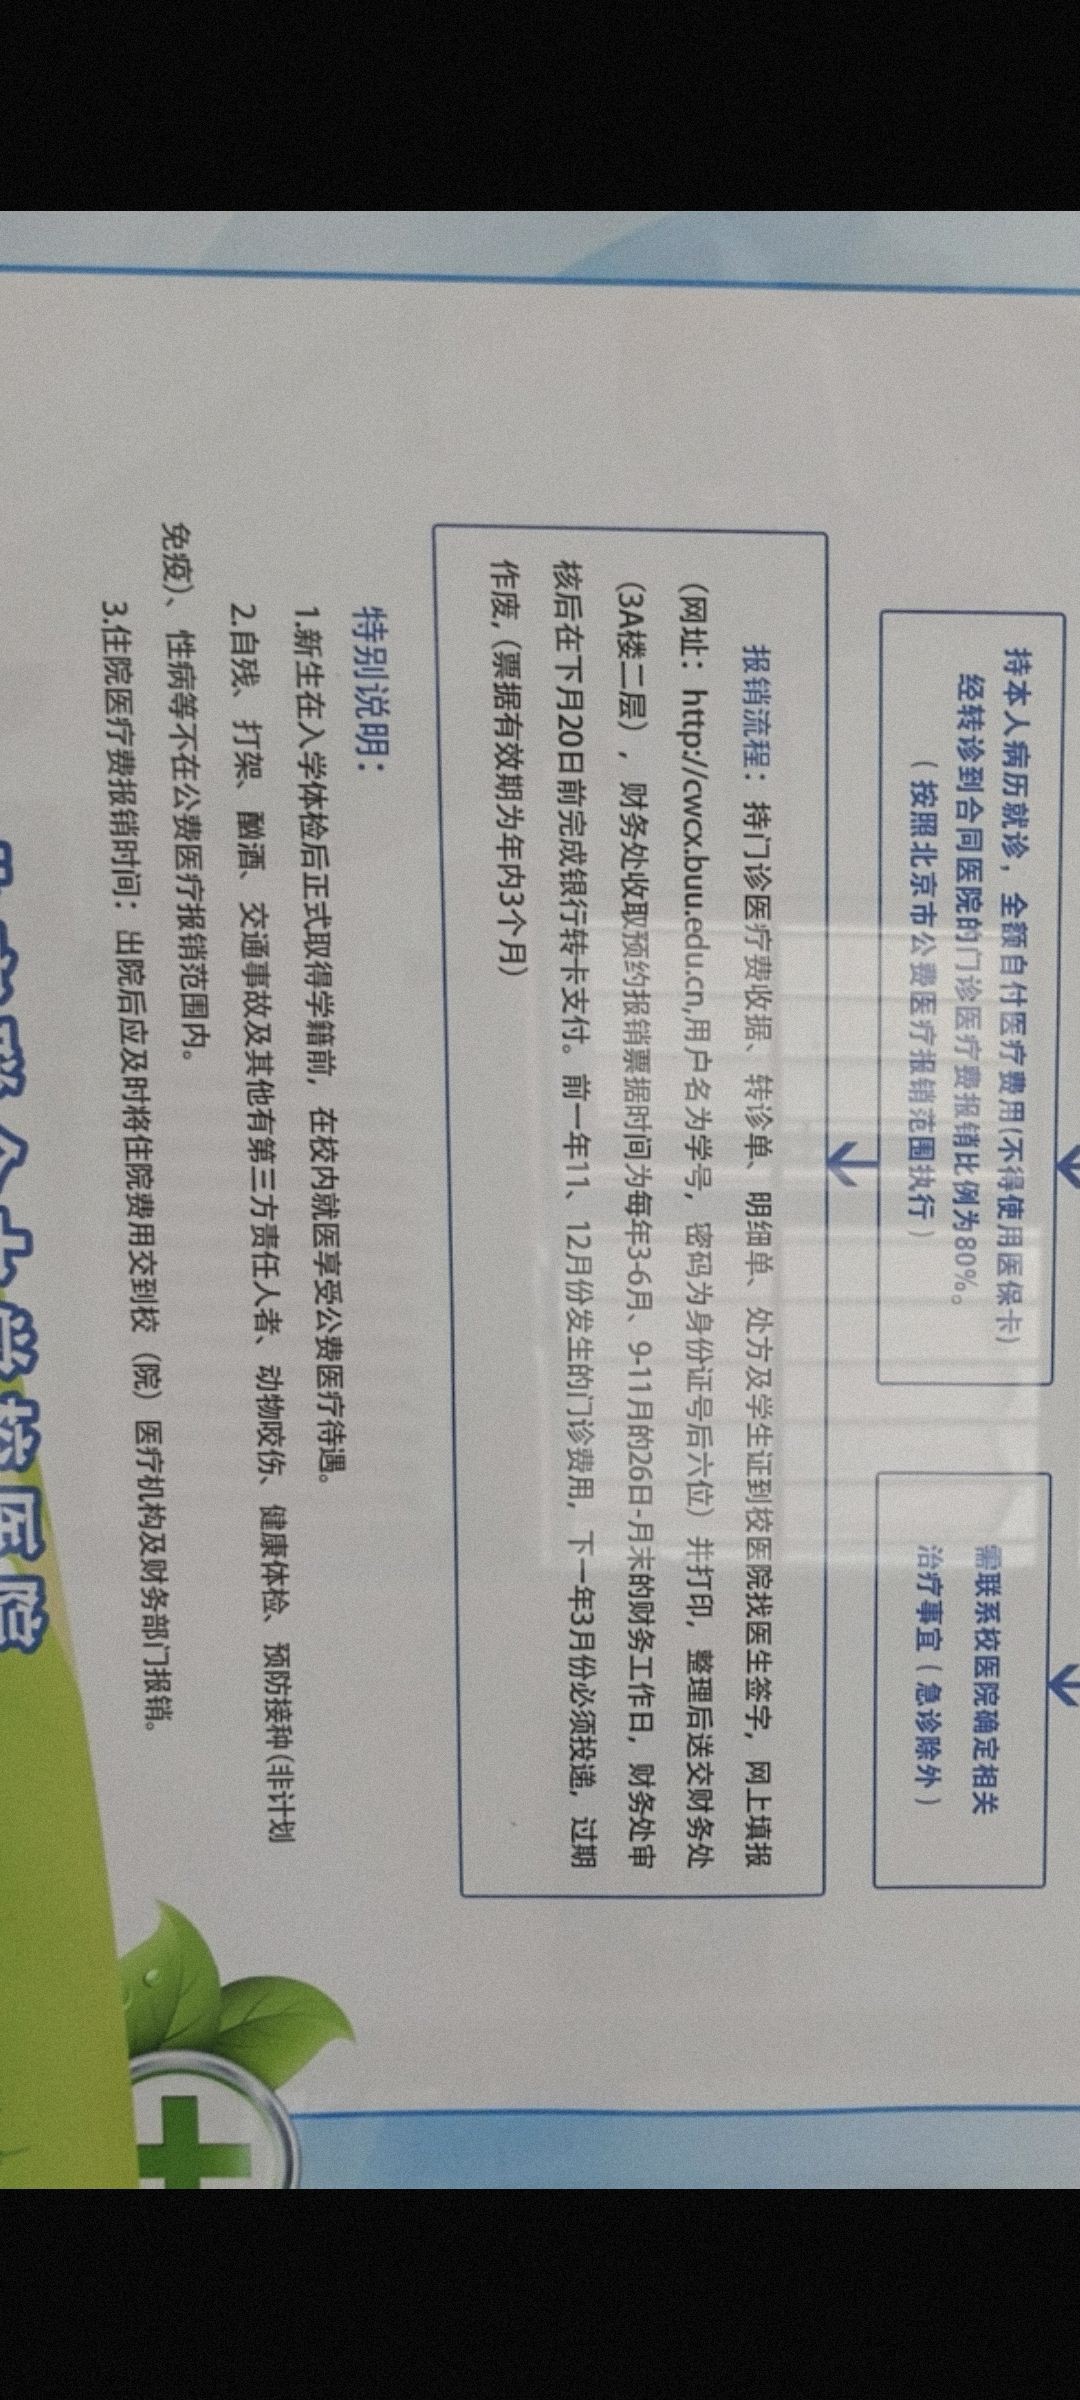 持本人病历就诊，全额自付医疗费用(不得使用医保卡)
经转诊到合同医院的门诊医疗费报销比例为80%。
（按照北京市公费医疗报销范围执行）
需联系校医院确定相关
治疗事宜（急诊除外）
报销流程：持门诊医疗费收据、转诊单、明细单、处方及学生证到校医院找医生签字，网上填报
（网址：http://cwcx.buu.edu.cn,用户名为学号，密码为身份证号后六位）并打印，整理后送交财务处
（3A楼二层），财务处收取预约报销票据时间为每年3-6月、9-11月的26日-月末的财务工作日，财务处审
核后在下月20日前完成银行转卡支付。前一年11、12月份发生的门诊费用，下一年3月份必须投递，过期
作废,（票据有效期为年内3个月）
特别说明：
1.新生在入学体检后正式取得学籍前，在校内就医享受公费医疗待遇。
2.自残、打架、酗酒、交通事故及其他有第三方责任人者、动物咬伤、健康体检、预防接种(非计划
免疫)、性病等不在公费医疗报销范围内。
3.住院医疗费报销时间：出院后应及时将住院费用交到校（院）医疗机构及财务部门报销。
联合大学校医院